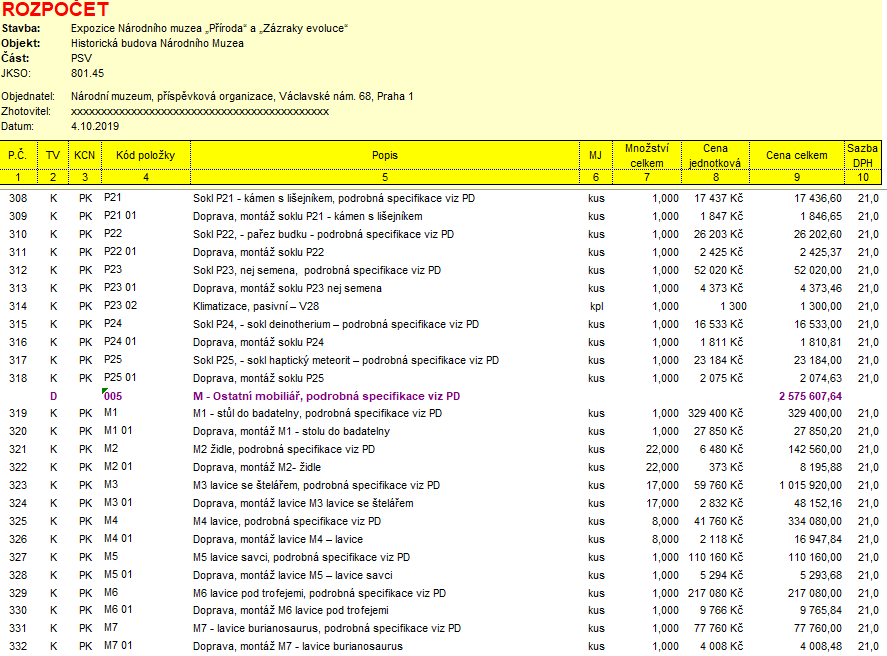 ROZPOČET
Stavba: Expozice Národního muzea „Příroda“ a „Zázraky evoluce“
Objekt: Historická budova Národního Muzea
Část: PSV
JKSO: 801.45
Objednatel: Národní muzeum, příspěvková organizace, Václavské nám. 68, Praha 1
Zhotovitel: xxxxxxxxxxxxxxxxxxxxxxxxxxxxxxxxxxxxxxxxxxx
Datum: 4.10.2019
P.Č. TV KCN Kód položky Popis MJ Množství celkem Cena jednotková Cena celkem Sazba DPH
1 2 3 4 5 6 7 8 9 10
308 K PK P21 Sokl P21 - kámen s lišejníkem, podrobná specifikace viz PD kus 1,000 17 437 Kč 17 436,60 21,0
309 K PK P21 01 Doprava, montáž soklu P21 - kámen s lišejníkem kus 1,000 1 847 Kč 1 846,65 21,0
310 K PK P22 Sokl P22, - pařez budku - podrobná specifikace viz PD kus 1,000 26 203 Kč 26 202,60 21,0
311 K PK P22 01 Doprava, montáž soklu P22 kus 1,000 2 425 Kč 2 425,37 21,0
312 K PK P23 Sokl P23, nej semena, podrobná specifikace viz PD kus 1,000 52 020 Kč 52 020,00 21,0
313 K PK P23 01 Doprava, montáž soklu P23 nej semena kus 1,000 4 373 Kč 4 373,46 21,0
314 K PK P23 02 Klimatizace, pasivní – V28 kpl 1,000 1 300 1 300,00 21,0
315 K PK P24 Sokl P24, - sokl deinotherium – podrobná specifikace viz PD kus 1,000 16 533 Kč 16 533,00 21,0
316 K PK P24 01 Doprava, montáž soklu P24 kus 1,000 1 811 Kč 1 810,81 21,0
317 K PK P25 Sokl P25, - sokl haptický meteorit – podrobná specifikace viz PD kus 1,000 23 184 Kč 23 184,00 21,0
318 K PK P25 01 Doprava, montáž soklu P25 kus 1,000 2 075 Kč 2 074,63 21,0
D 005 M - Ostatní mobiliář, podrobná specifikace viz PD 2 575 607,64
319 K PK M1 M1 - stůl do badatelny, podrobná specifikace viz PD kus 1,000 329 400 Kč 329 400,00 21,0
320 K PK M1 01 Doprava, montáž M1 - stolu do badatelny kus 1,000 27 850 Kč 27 850,20 21,0
321 K PK M2 M2 židle, podrobná specifikace viz PD kus 22,000 6 480 Kč 142 560,00 21,0
322 K PK M2 01 Doprava, montáž M2- židle kus 22,000 373 Kč 8 195,88 21,0
323 K PK M3 M3 lavice se štelářem, podrobná specifikace viz PD kus 17,000 59 760 Kč 1 015 920,00 21,0
324 K PK M3 01 Doprava, montáž lavice M3 lavice se štelářem kus 17,000 2 832 Kč 48 152,16 21,0
325 K PK M4 M4 lavice, podrobná specifikace viz PD kus 8,000 41 760 Kč 334 080,00 21,0
326 K PK M4 01 Doprava, montáž lavice M4 – lavice kus 8,000 2 118 Kč 16 947,84 21,0
327 K PK M5 M5 lavice savci, podrobná specifikace viz PD kus 1,000 110 160 Kč 110 160,00 21,0
328 K PK M5 01 Doprava, montáž lavice M5 – lavice savci kus 1,000 5 294 Kč 5 293,68 21,0
329 K PK M6 M6 lavice pod trofejemi, podrobná specifikace viz PD kus 1,000 217 080 Kč 217 080,00 21,0
330 K PK M6 01 Doprava, montáž M6 lavice pod trofejemi kus 1,000 9 766 Kč 9 765,84 21,0
331 K PK M7 M7 - lavice burianosaurus, podrobná specifikace viz PD kus 1,000 77 760 Kč 77 760,00 21,0
332 K PK M7 01 Doprava, montáž M7 - lavice burianosaurus kus 1,000 4 008 Kč 4 008,48 21,0